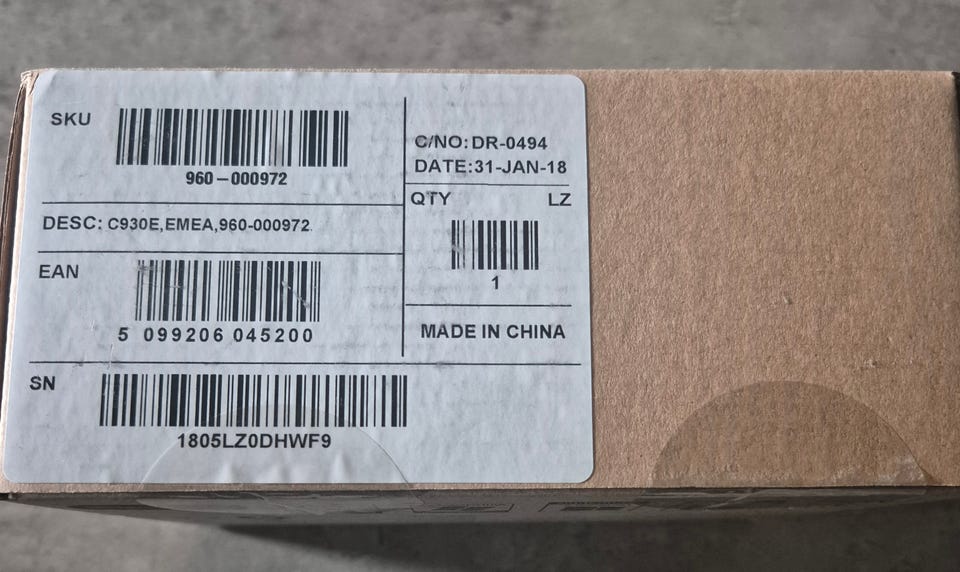 SKU
960-000972
DESC: C930E,EMEA,960-000972
EAN
5 099206 045200
C/NO: DR-0494
DATE:31-JAN-18
QTY LZ
1
MADE IN CHINA
SN
1805LZ0DHWF9